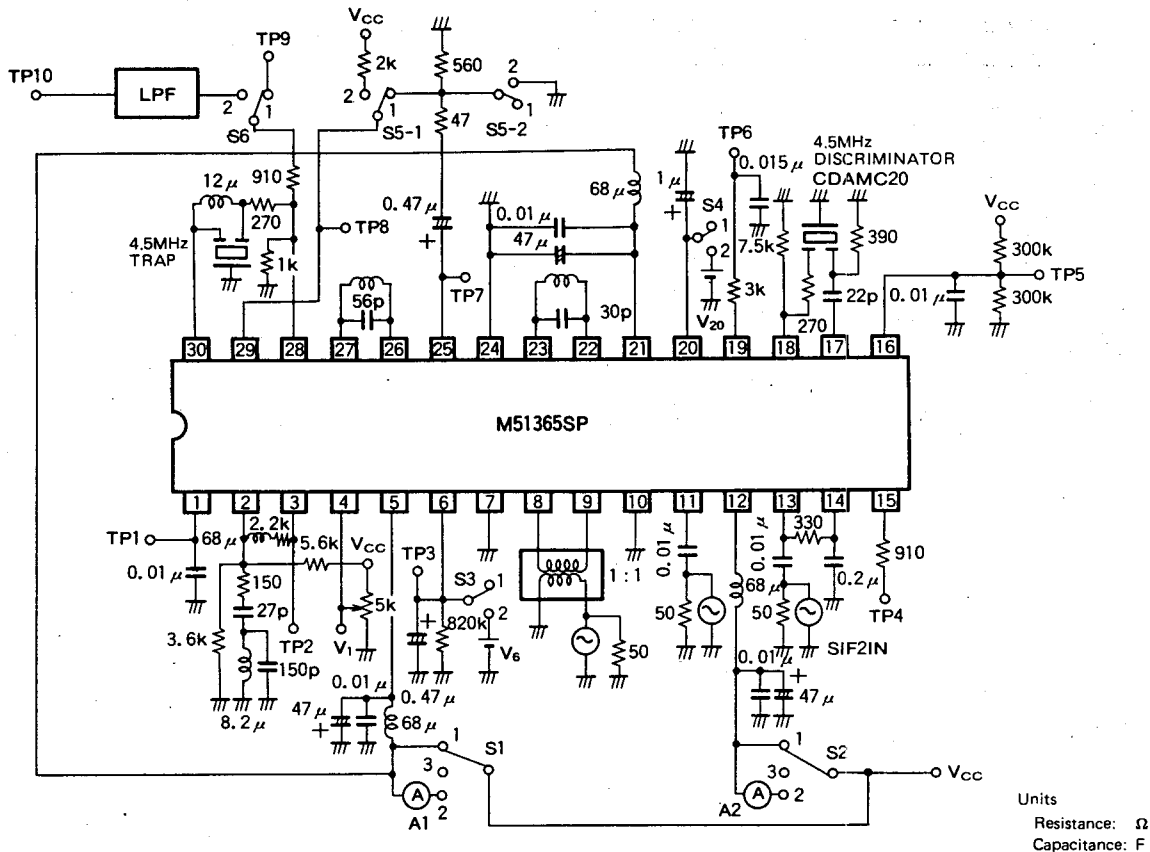 VCC
TP9
2k
560
2
TP10
LPF
2
1
S6
2
1
S5-1
1
S5-2
47
TP6
4.5MHz
DISCRIMINATOR
CDAMC20
0.015μ
12μ
910
270
4.5MHz
TRAP
1k
TP8
0.47μ
+
0.01μ
47μ
68μ
1μ
+
S4
1
2
7.5k
390
VCC
300k
TP5
300k
0.01μ
56p
TP7
30p
V20
3k
270
22p
30
29
28
27
26
25
24
23
22
21
20
19
18
17
16
M51365SP
1
2
3
4
5
6
7
8
9
10
11
12
13
14
15
TP1
0.01μ
68μ
2.2k
5.6k
VCC
150
27p
3.6k
TP2
V1
5k
150p
8.2μ
TP3
+
820k
S3
1
2
V6
1 : 1
50
0.01μ
50
68μ
0.01μ
330
0.2μ
50
SIF2IN
910
TP4
47μ
+
0.01μ
0.47μ
68μ
0.01μ
+
47μ
1
S1
3
A
2
A1
1
S2
3
A
2
A2
VCC
Units
Resistance: Ω
Capacitance: F